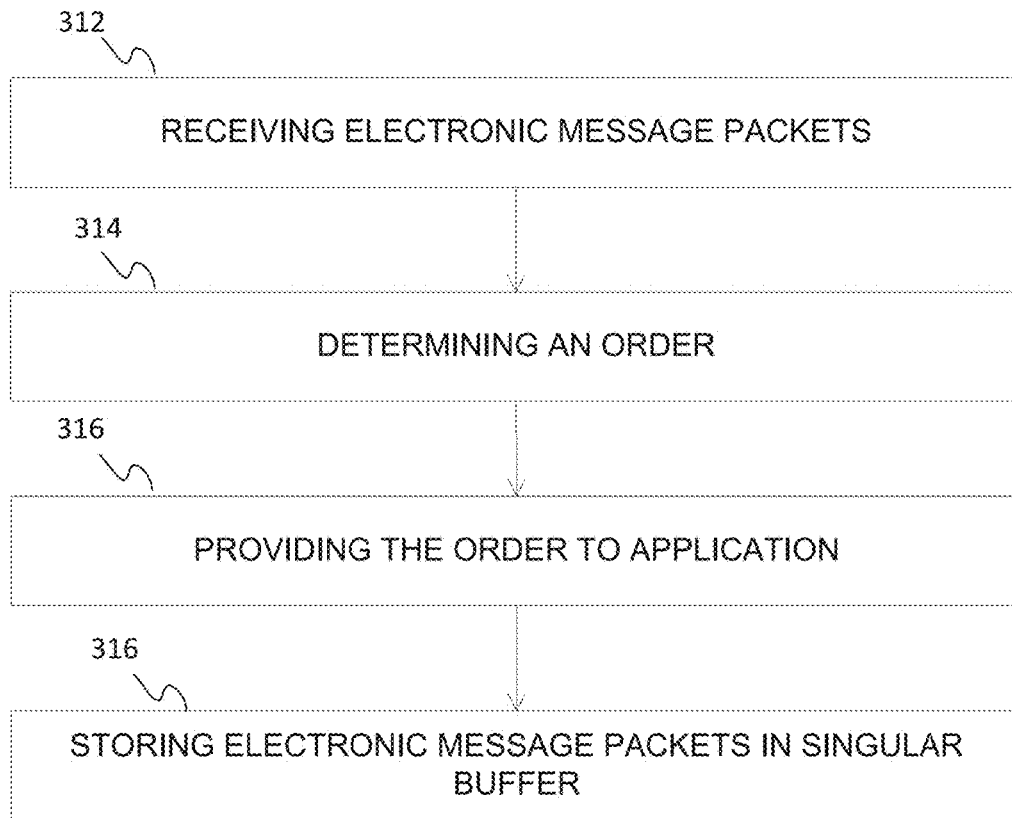 312
RECEIVING ELECTRONIC MESSAGE PACKETS
314
DETERMINING AN ORDER
316
PROVIDING THE ORDER TO APPLICATION
316
STORING ELECTRONIC MESSAGE PACKETS IN SINGULAR
BUFFER